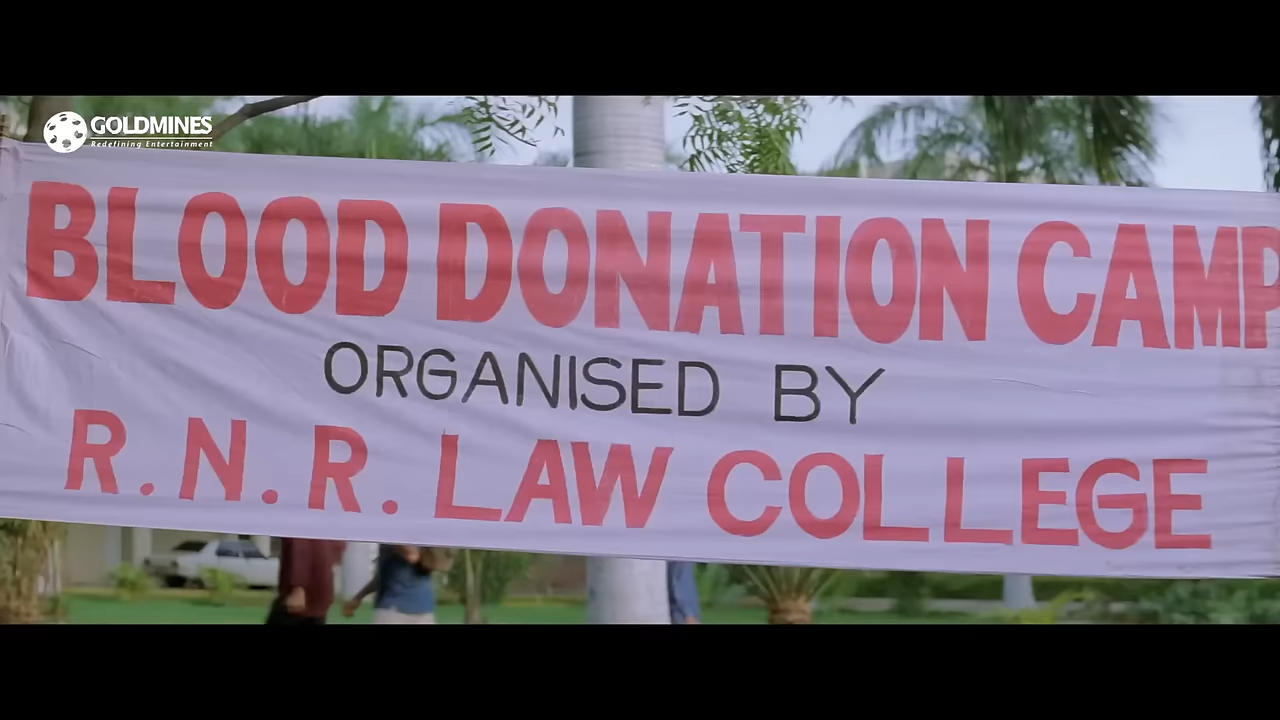 GOLDMINES
Redefining Entertainment
BLOOD DONATION CAMP
ORGANISED BY
R.N.R. LAW COLLEGE